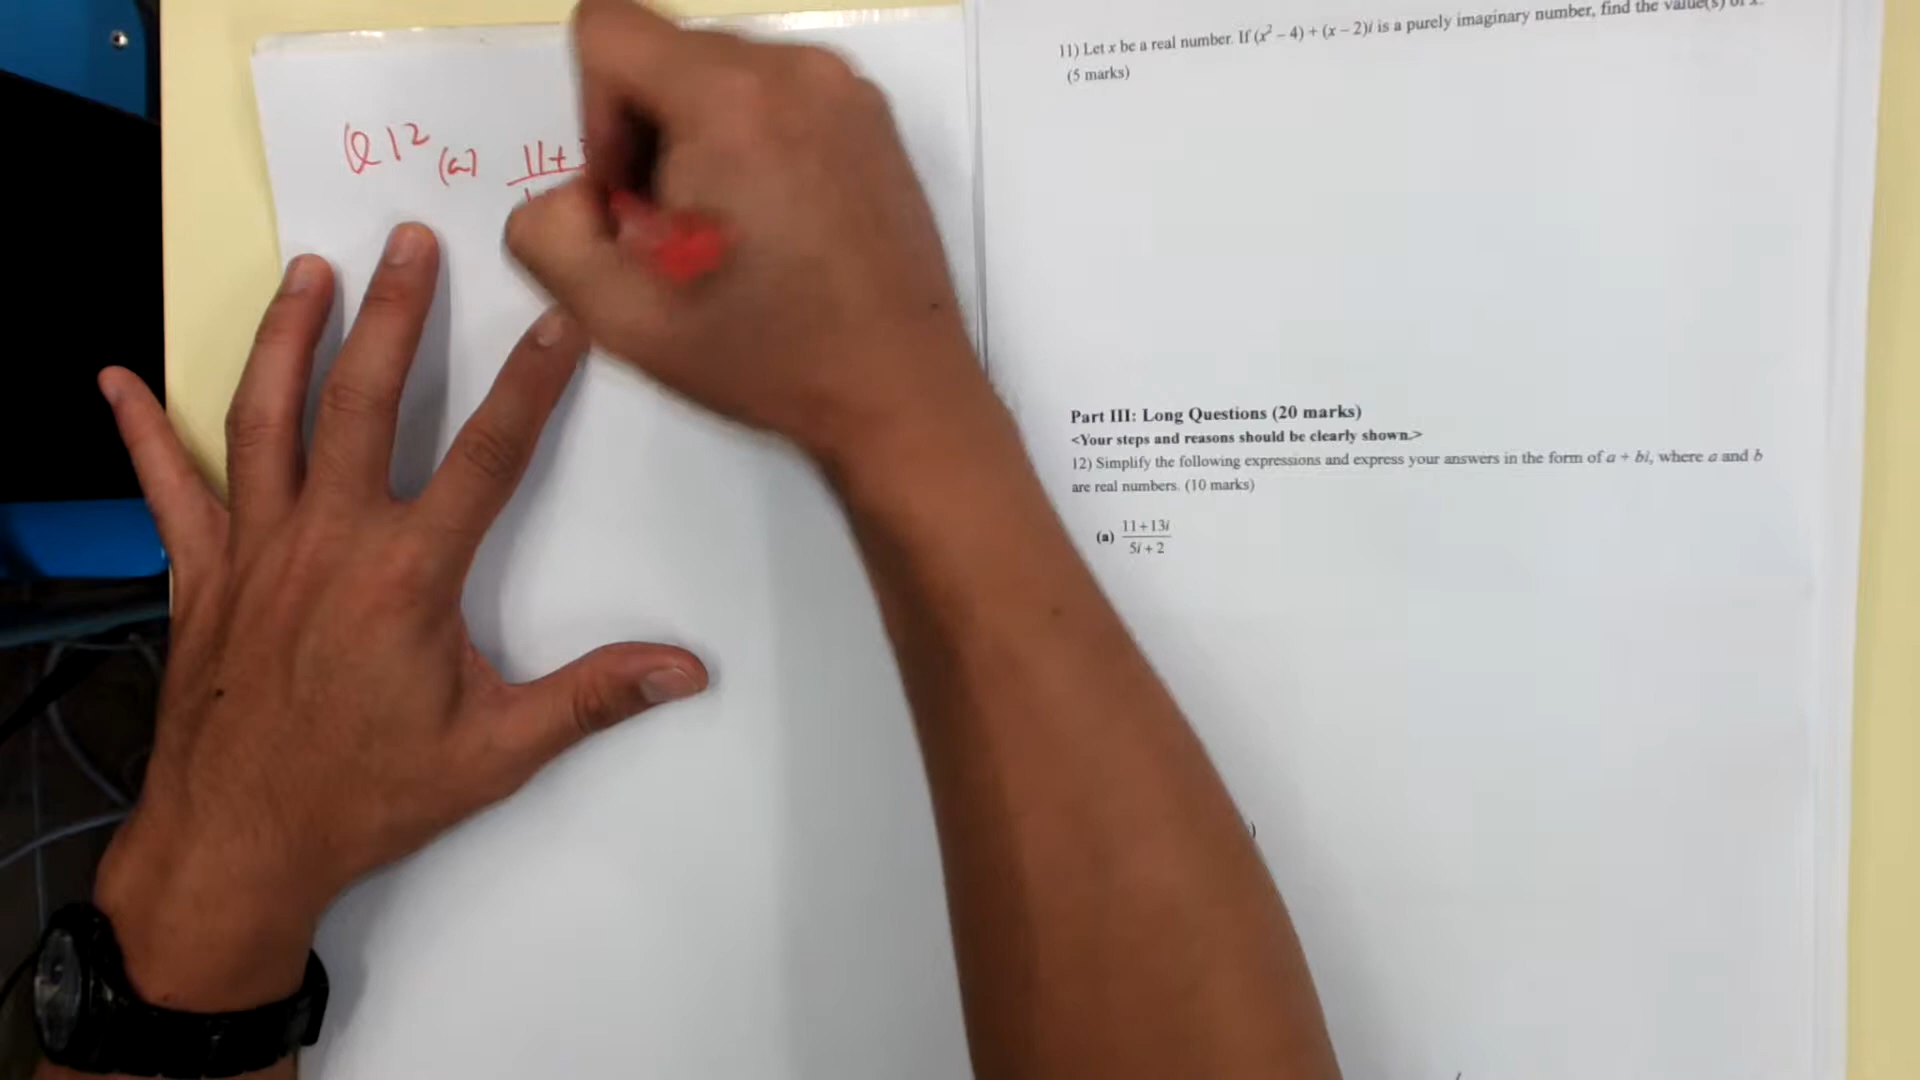 Q12 (a) 11+
11) Let x be a real number. If (x² – 4) + (x – 2)i is a purely imaginary number, find the value(s) of x.
(5 marks)
Part III: Long Questions (20 marks)
<Your steps and reasons should be clearly shown.>
12) Simplify the following expressions and express your answers in the form of a + bi, where a and b
are real numbers. (10 marks)
(a) 11+13i
5i + 2